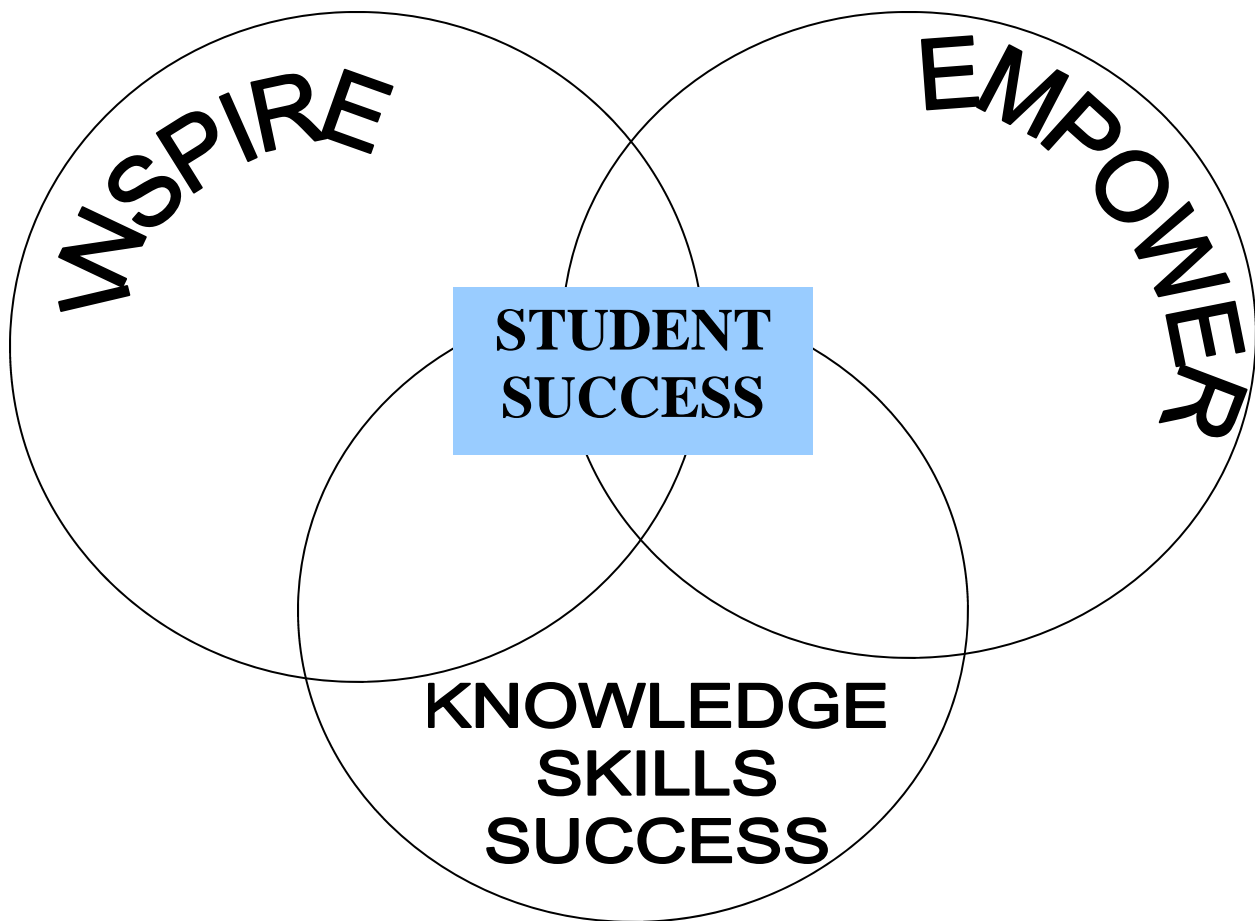 INSPIRE
EMPOWER
STUDENT
SUCCESS
KNOWLEDGE
SKILLS
SUCCESS